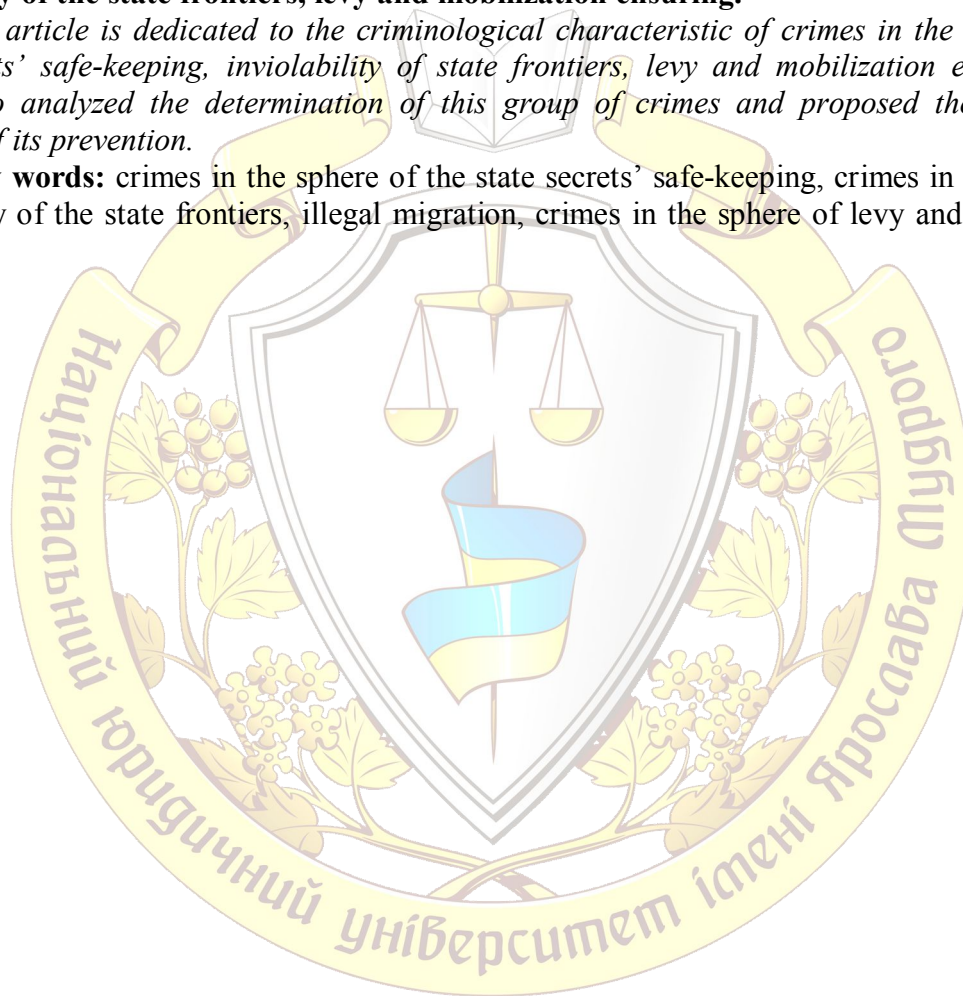 y of the state frontiers, levy and mobilization ensuring.
article is dedicated to the criminological characteristic of crimes in the
ts’ safe-keeping, inviolability of state frontiers, levy and mobilization e
o analyzed the determination of this group of crimes and proposed the
f its prevention.
words: crimes in the sphere of the state secrets’ safe-keeping, crimes in
y of the state frontiers, illegal migration, crimes in the sphere of levy and
Національний юридичний університет імені Ярослава Мудрого